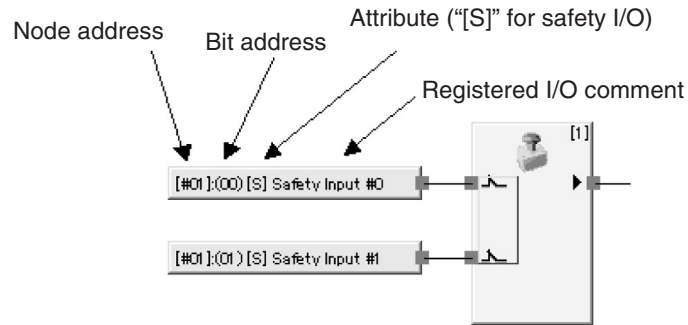 Node address
Bit address
Attribute (“[S]” for safety I/O)
Registered I/O comment
[1]
[#01]:(00) [S] Safety Input #0
[#01]:(01) [S] Safety Input #1